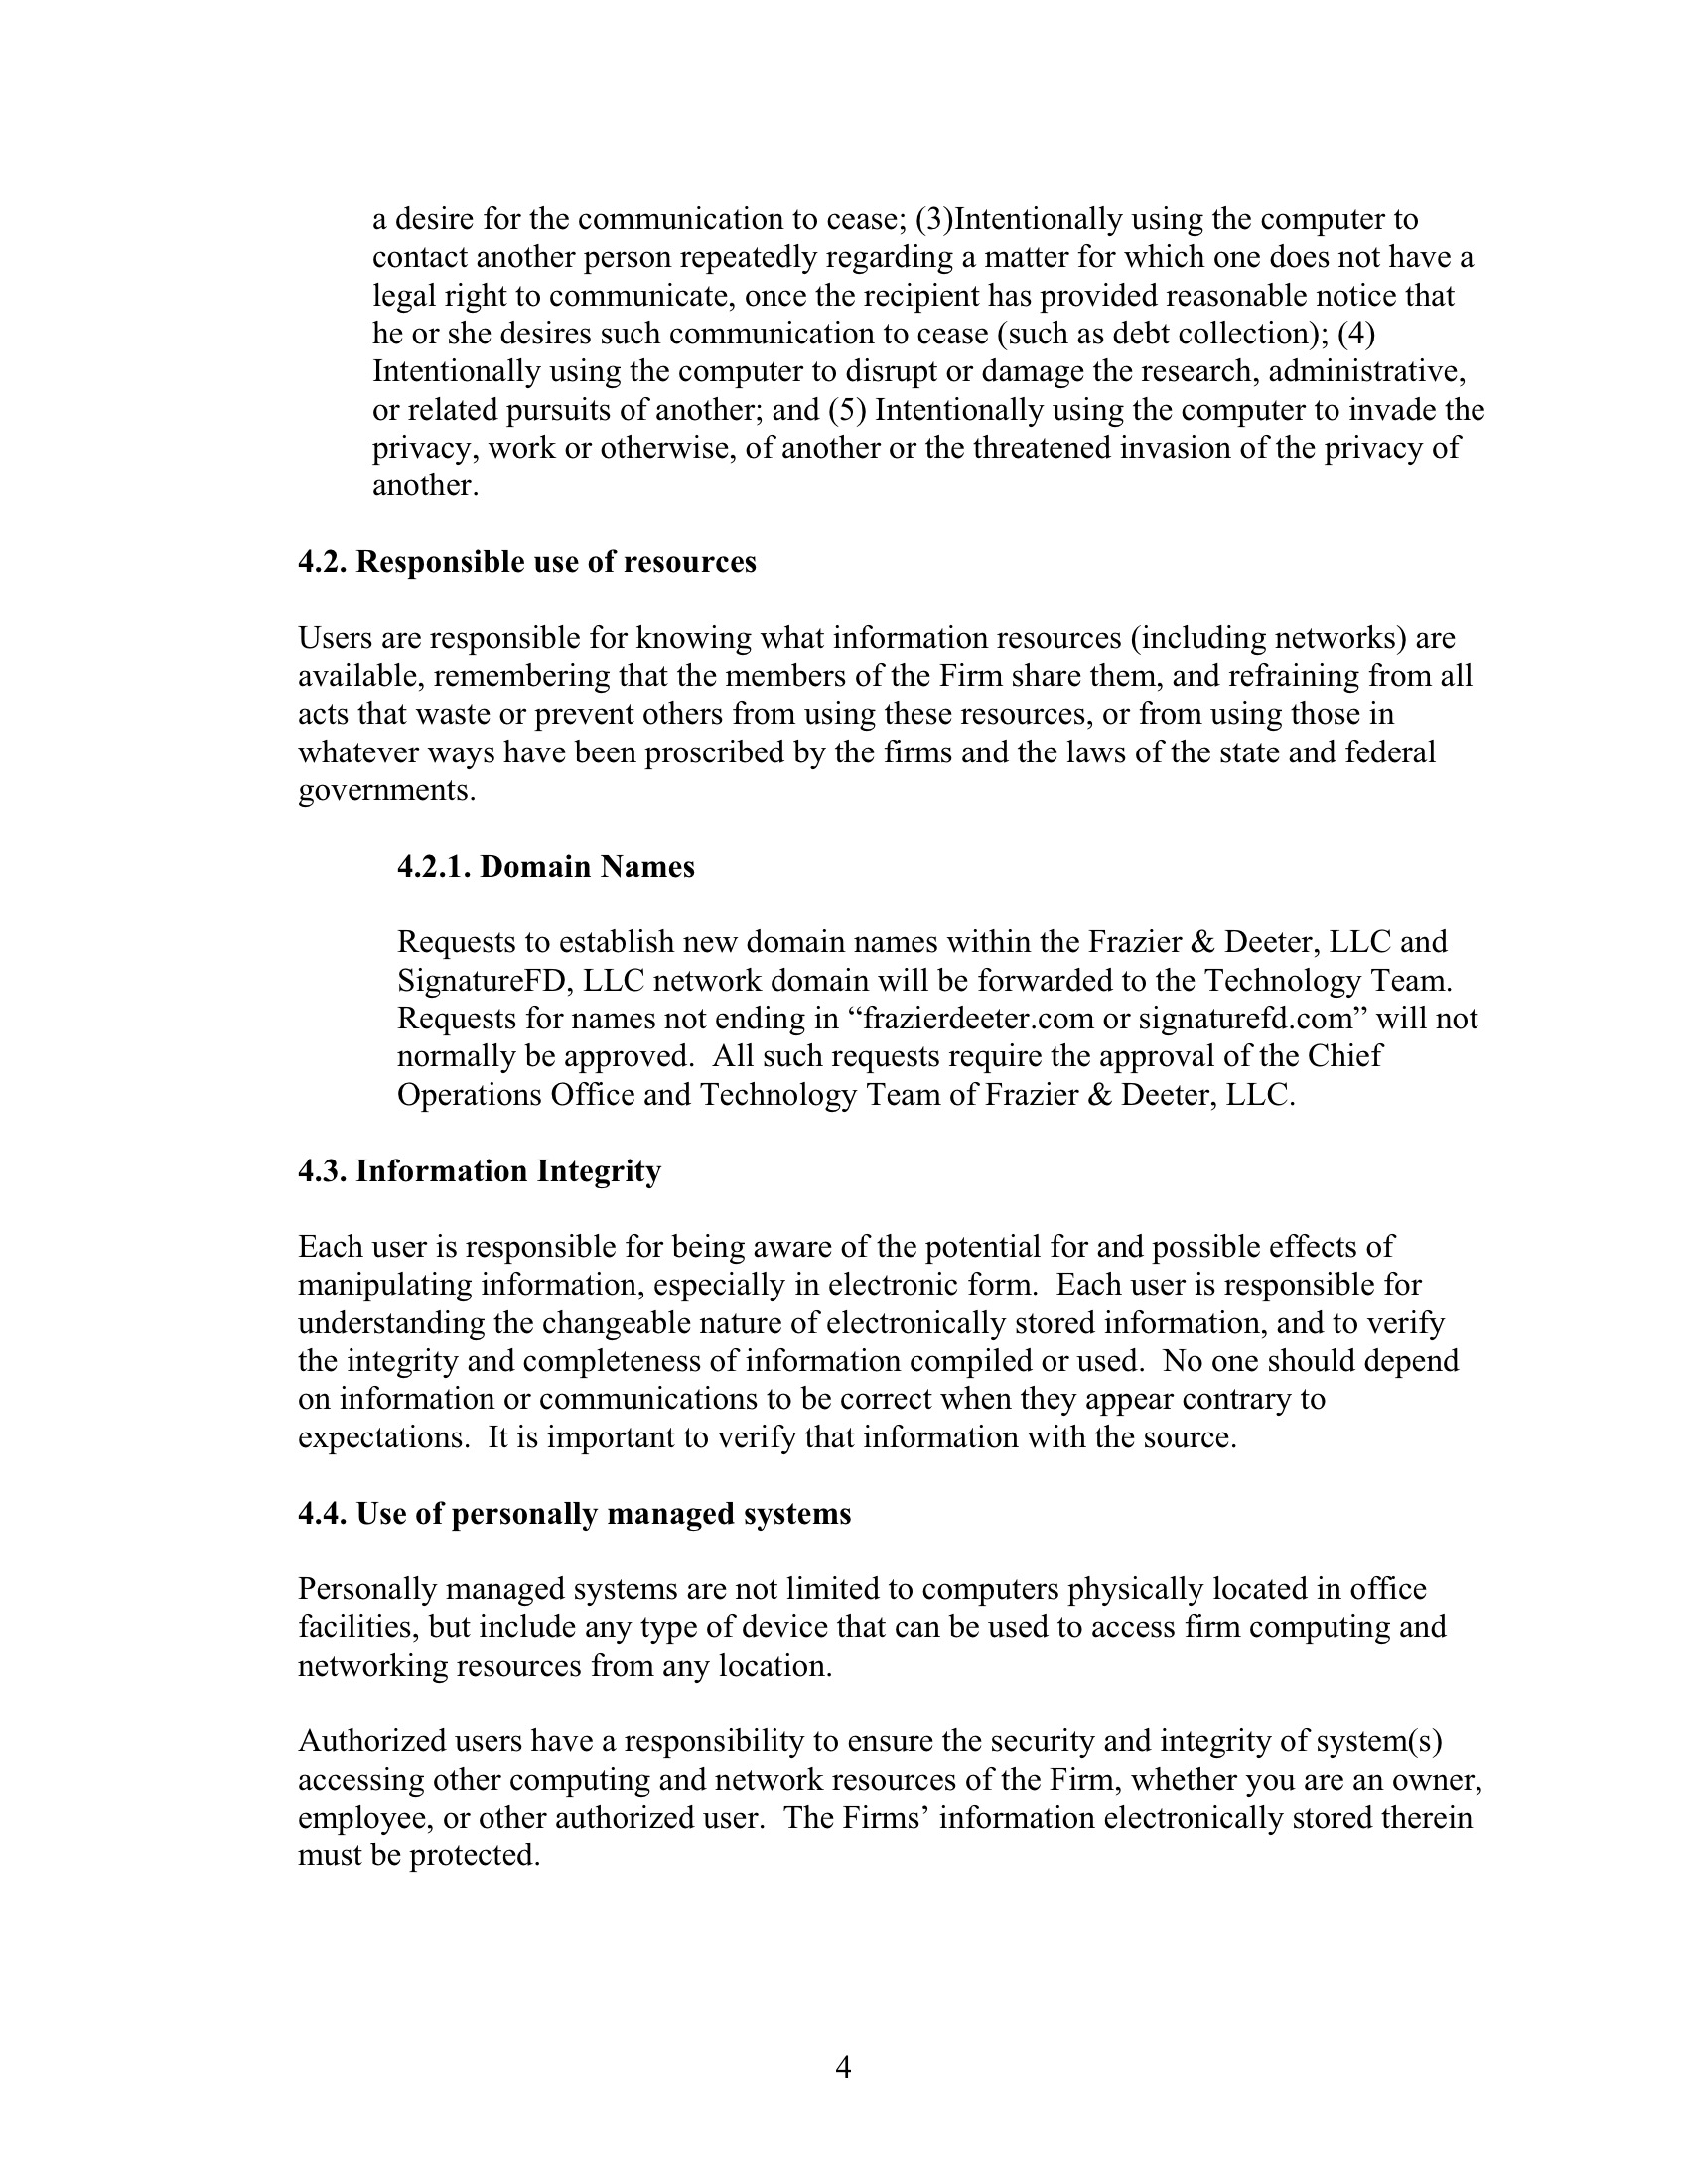 a desire for the communication to cease; (3)Intentionally using the computer to
contact another person repeatedly regarding a matter for which one does not have a
legal right to communicate, once the recipient has provided reasonable notice that
he or she desires such communication to cease (such as debt collection); (4)
Intentionally using the computer to disrupt or damage the research, administrative,
or related pursuits of another; and (5) Intentionally using the computer to invade the
privacy, work or otherwise, of another or the threatened invasion of the privacy of
another.
4.2. Responsible use of resources
Users are responsible for knowing what information resources (including networks) are
available, remembering that the members of the Firm share them, and refraining from all
acts that waste or prevent others from using these resources, or from using those in
whatever ways have been proscribed by the firms and the laws of the state and federal
governments.
4.2.1. Domain Names
Requests to establish new domain names within the Frazier & Deeter, LLC and
SignatureFD, LLC network domain will be forwarded to the Technology Team.
Requests for names not ending in “frazierdeeter.com or signaturefd.com” will not
normally be approved.  All such requests require the approval of the Chief
Operations Office and Technology Team of Frazier & Deeter, LLC.
4.3. Information Integrity
Each user is responsible for being aware of the potential for and possible effects of
manipulating information, especially in electronic form.  Each user is responsible for
understanding the changeable nature of electronically stored information, and to verify
the integrity and completeness of information compiled or used.  No one should depend
on information or communications to be correct when they appear contrary to
expectations.  It is important to verify that information with the source.
4.4. Use of personally managed systems
Personally managed systems are not limited to computers physically located in office
facilities, but include any type of device that can be used to access firm computing and
networking resources from any location.
Authorized users have a responsibility to ensure the security and integrity of system(s)
accessing other computing and network resources of the Firm, whether you are an owner,
employee, or other authorized user.  The Firms’ information electronically stored therein
must be protected.
4